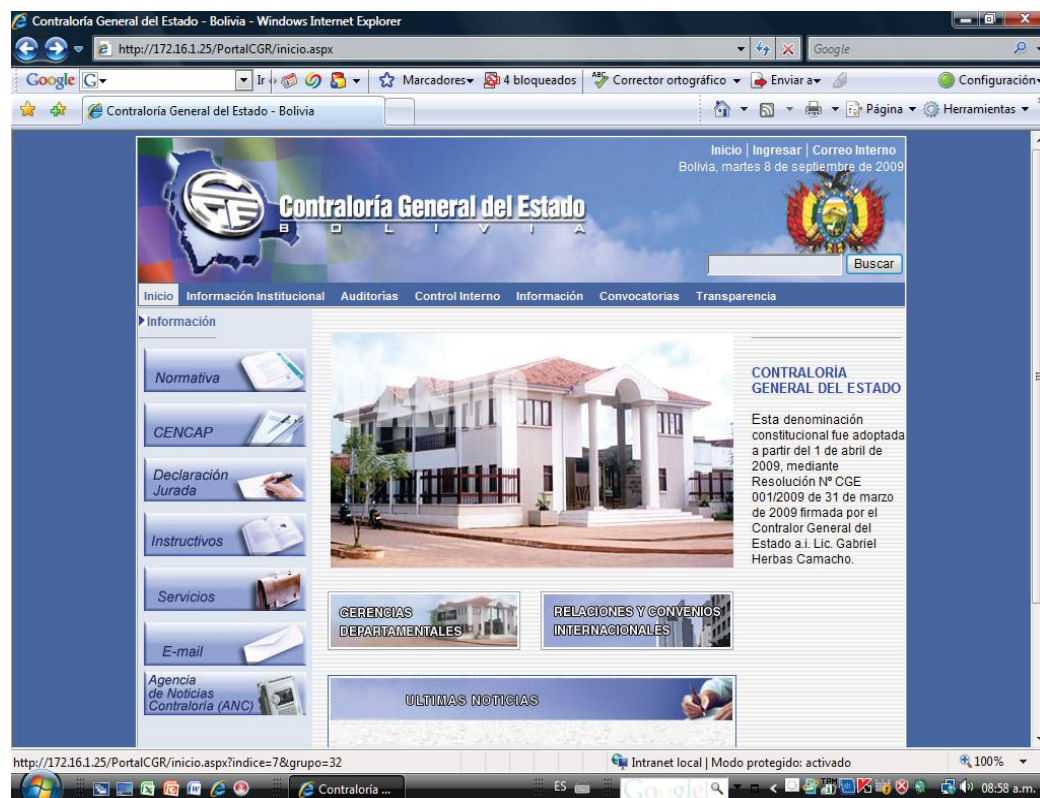 Contraloría General del Estado - Bolivia - Windows Internet Explorer
http://172.16.1.25/PortalCGR/inicio.aspx
Google
Google G Ir Marcadores 4 bloqueados Corrector ortográfico Enviar a Configuración
Contraloría General del Estado - Bolivia Página Herramientas
Inicio | Ingresar | Correo Interno
Bolivia, martes 8 de septiembre de 2009
CGE
Contraloría General del Estado
BOLIVIA
Buscar
Inicio Información Institucional Auditorías Control Interno Información Convocatorias Transparencia
Información
Normativa
CENCAP
Declaración
Jurada
Instructivos
Servicios
E-mail
Agencia
de Noticias
Contraloría (ANC)
CONTRALORÍA
GENERAL DEL ESTADO
Esta denominación
constitucional fue adoptada
a partir del 1 de abril de
2009, mediante
Resolución Nº CGE
001/2009 de 31 de marzo
de 2009 firmada por el
Contralor General del
Estado a.i. Lic. Gabriel
Herbas Camacho.
GERENCIAS
DEPARTAMENTALES
RELACIONES Y CONVENIOS
INTERNACIONALES
ULTIMAS NOTICIAS
http://172.16.1.25/PortalCGR/inicio.aspx?indice=7&grupo=32
Intranet local | Modo protegido: activado
100%
Contraloría ...
ES
Google
08:58 a.m.